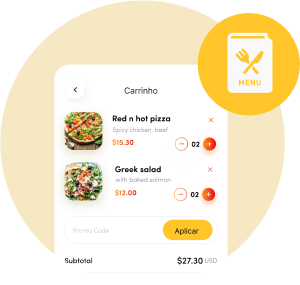 MENU
Carrinho
Red n hot pizza
Spicy chicken, beef
$15.30
02
Greek salad
with baked salmon
$12.00
02
Promo Code
Aplicar
Subtotal
$27.30 USD